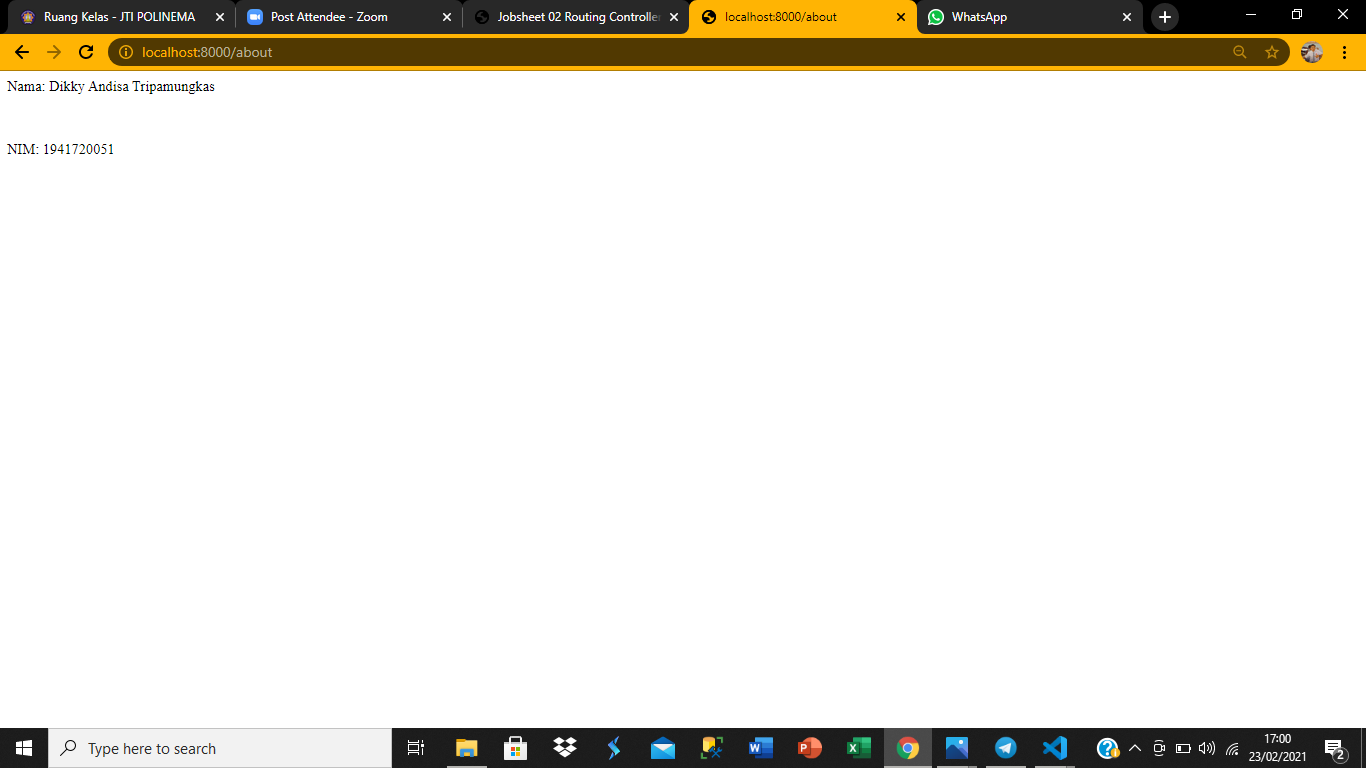 Ruang Kelas - JTI POLINEMA
Post Attendee - Zoom
Jobsheet 02 Routing Controller
localhost:8000/about
WhatsApp
localhost:8000/about
Nama: Dikky Andisa Tripamungkas
NIM: 1941720051
Type here to search
17:00
23/02/2021
2